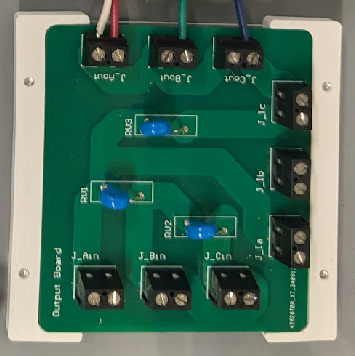 J_Aout
J_Bout
J_Cout
J_Ic
RV3
J_Ib
RV1
RV2
J_Ia
J_Ain
J_Bin
J_Cin
Output Board